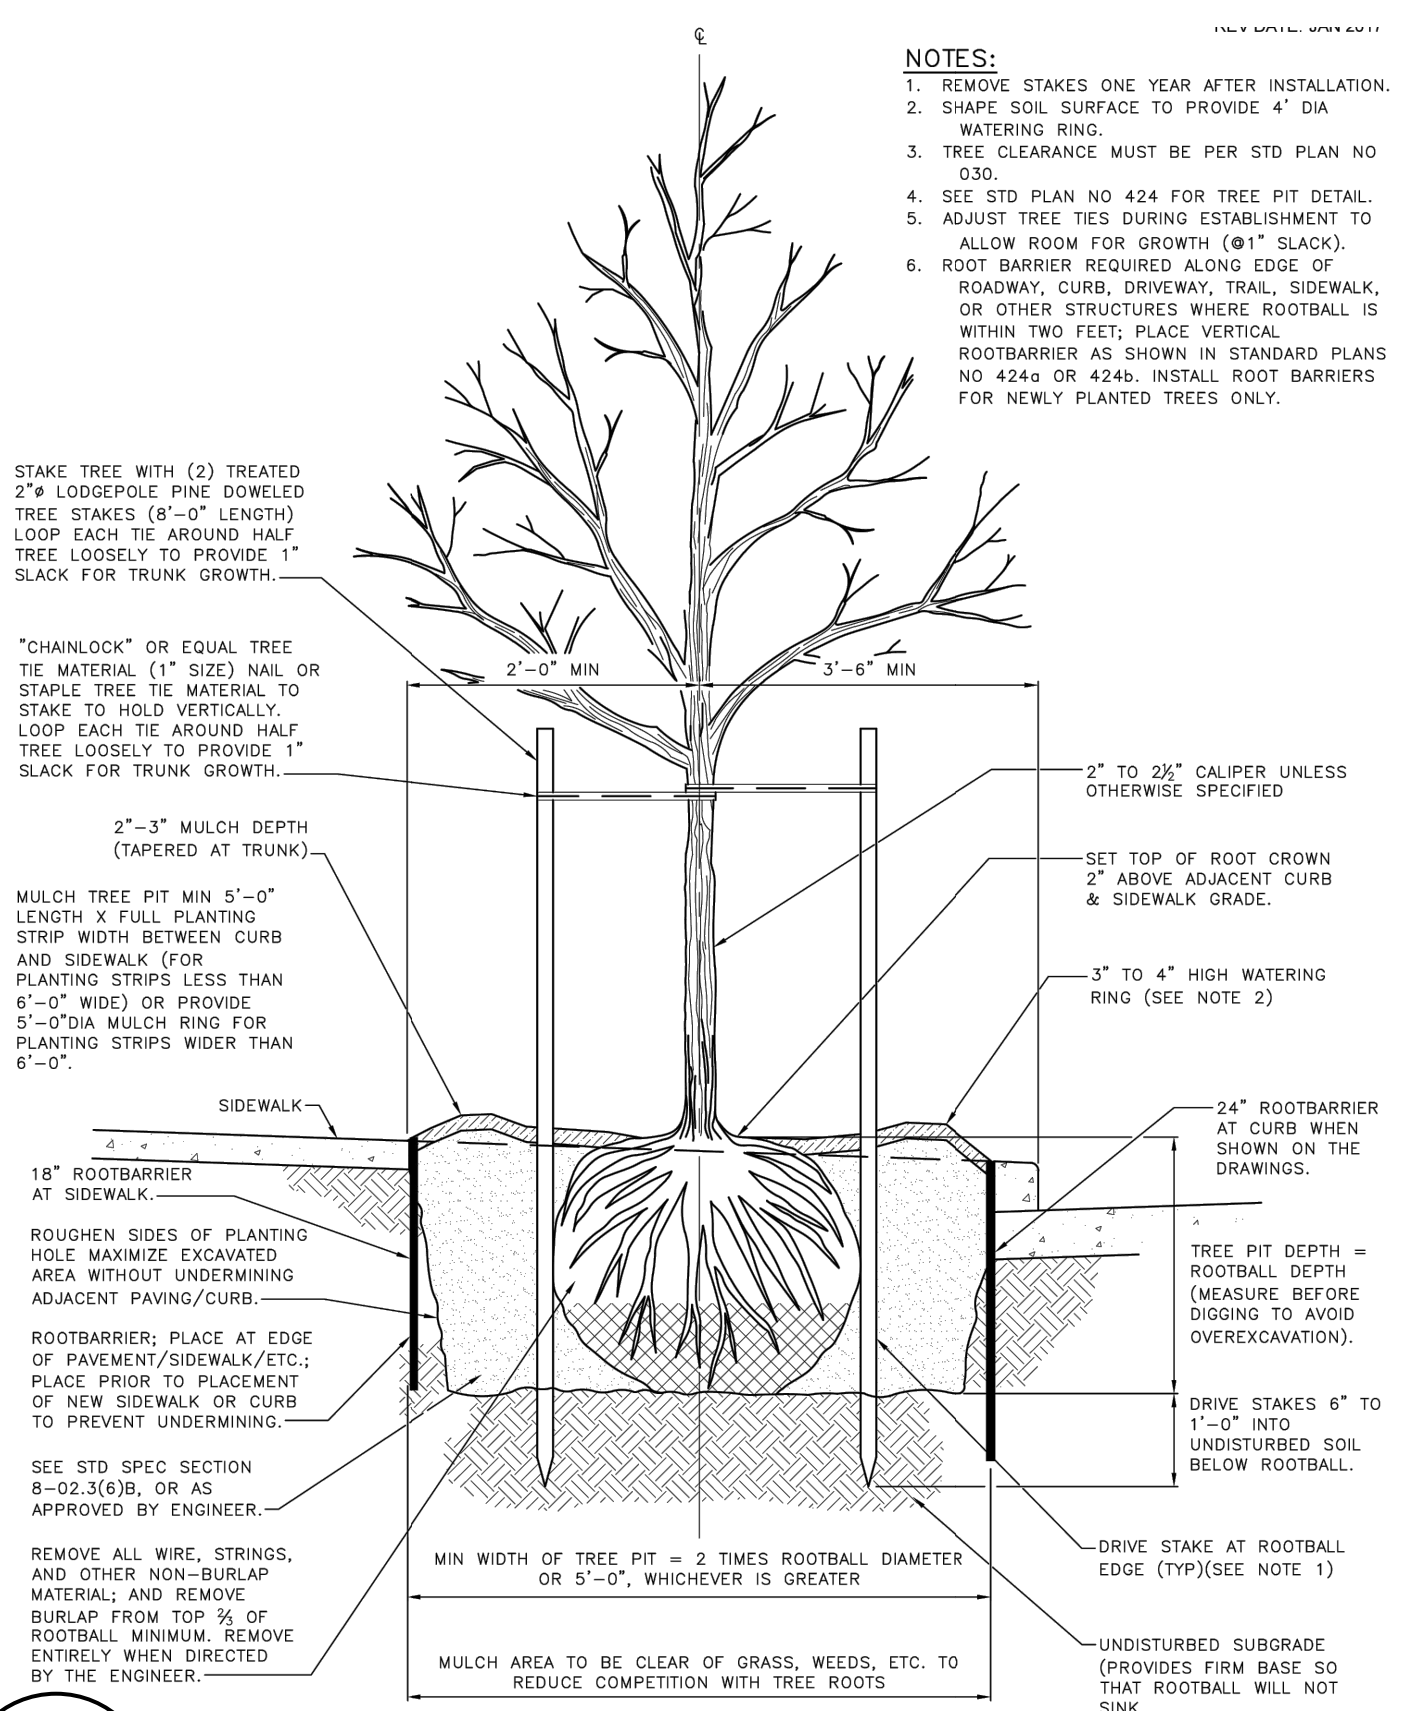 REV DATE: JAN 2017
℄
NOTES:
1. REMOVE STAKES ONE YEAR AFTER INSTALLATION.
2. SHAPE SOIL SURFACE TO PROVIDE 4' DIA
WATERING RING.
3. TREE CLEARANCE MUST BE PER STD PLAN NO
030.
4. SEE STD PLAN NO 424 FOR TREE PIT DETAIL.
5. ADJUST TREE TIES DURING ESTABLISHMENT TO
ALLOW ROOM FOR GROWTH (@1" SLACK).
6. ROOT BARRIER REQUIRED ALONG EDGE OF
ROADWAY, CURB, DRIVEWAY, TRAIL, SIDEWALK,
OR OTHER STRUCTURES WHERE ROOTBALL IS
WITHIN TWO FEET; PLACE VERTICAL
ROOTBARRIER AS SHOWN IN STANDARD PLANS
NO 424a OR 424b. INSTALL ROOT BARRIERS
FOR NEWLY PLANTED TREES ONLY.
STAKE TREE WITH (2) TREATED
2"ø LODGEPOLE PINE DOWELED
TREE STAKES (8'-0" LENGTH)
LOOP EACH TIE AROUND HALF
TREE LOOSELY TO PROVIDE 1"
SLACK FOR TRUNK GROWTH.
"CHAINLOCK" OR EQUAL TREE
TIE MATERIAL (1" SIZE) NAIL OR
STAPLE TREE TIE MATERIAL TO
STAKE TO HOLD VERTICALLY.
LOOP EACH TIE AROUND HALF
TREE LOOSELY TO PROVIDE 1"
SLACK FOR TRUNK GROWTH.
2'-0" MIN
3'-6" MIN
2" TO 2½" CALIPER UNLESS
OTHERWISE SPECIFIED
2"-3" MULCH DEPTH
(TAPERED AT TRUNK)
SET TOP OF ROOT CROWN
2" ABOVE ADJACENT CURB
& SIDEWALK GRADE.
MULCH TREE PIT MIN 5'-0"
LENGTH X FULL PLANTING
STRIP WIDTH BETWEEN CURB
AND SIDEWALK (FOR
PLANTING STRIPS LESS THAN
6'-0" WIDE) OR PROVIDE
5'-0"DIA MULCH RING FOR
PLANTING STRIPS WIDER THAN
6'-0".
3" TO 4" HIGH WATERING
RING (SEE NOTE 2)
SIDEWALK
24" ROOTBARRIER
AT CURB WHEN
SHOWN ON THE
DRAWINGS.
18" ROOTBARRIER
AT SIDEWALK.
ROUGHEN SIDES OF PLANTING
HOLE MAXIMIZE EXCAVATED
AREA WITHOUT UNDERMINING
ADJACENT PAVING/CURB.
TREE PIT DEPTH =
ROOTBALL DEPTH
(MEASURE BEFORE
DIGGING TO AVOID
OVEREXCAVATION).
ROOTBARRIER; PLACE AT EDGE
OF PAVEMENT/SIDEWALK/ETC.;
PLACE PRIOR TO PLACEMENT
OF NEW SIDEWALK OR CURB
TO PREVENT UNDERMINING.
DRIVE STAKES 6" TO
1'-0" INTO
UNDISTURBED SOIL
BELOW ROOTBALL.
SEE STD SPEC SECTION
8-02.3(6)B, OR AS
APPROVED BY ENGINEER.
REMOVE ALL WIRE, STRINGS,
AND OTHER NON-BURLAP
MATERIAL; AND REMOVE
BURLAP FROM TOP ⅔ OF
ROOTBALL MINIMUM. REMOVE
ENTIRELY WHEN DIRECTED
BY THE ENGINEER.
MIN WIDTH OF TREE PIT = 2 TIMES ROOTBALL DIAMETER
OR 5'-0", WHICHEVER IS GREATER
DRIVE STAKE AT ROOTBALL
EDGE (TYP)(SEE NOTE 1)
MULCH AREA TO BE CLEAR OF GRASS, WEEDS, ETC. TO
REDUCE COMPETITION WITH TREE ROOTS
UNDISTURBED SUBGRADE
(PROVIDES FIRM BASE SO
THAT ROOTBALL WILL NOT
SINK